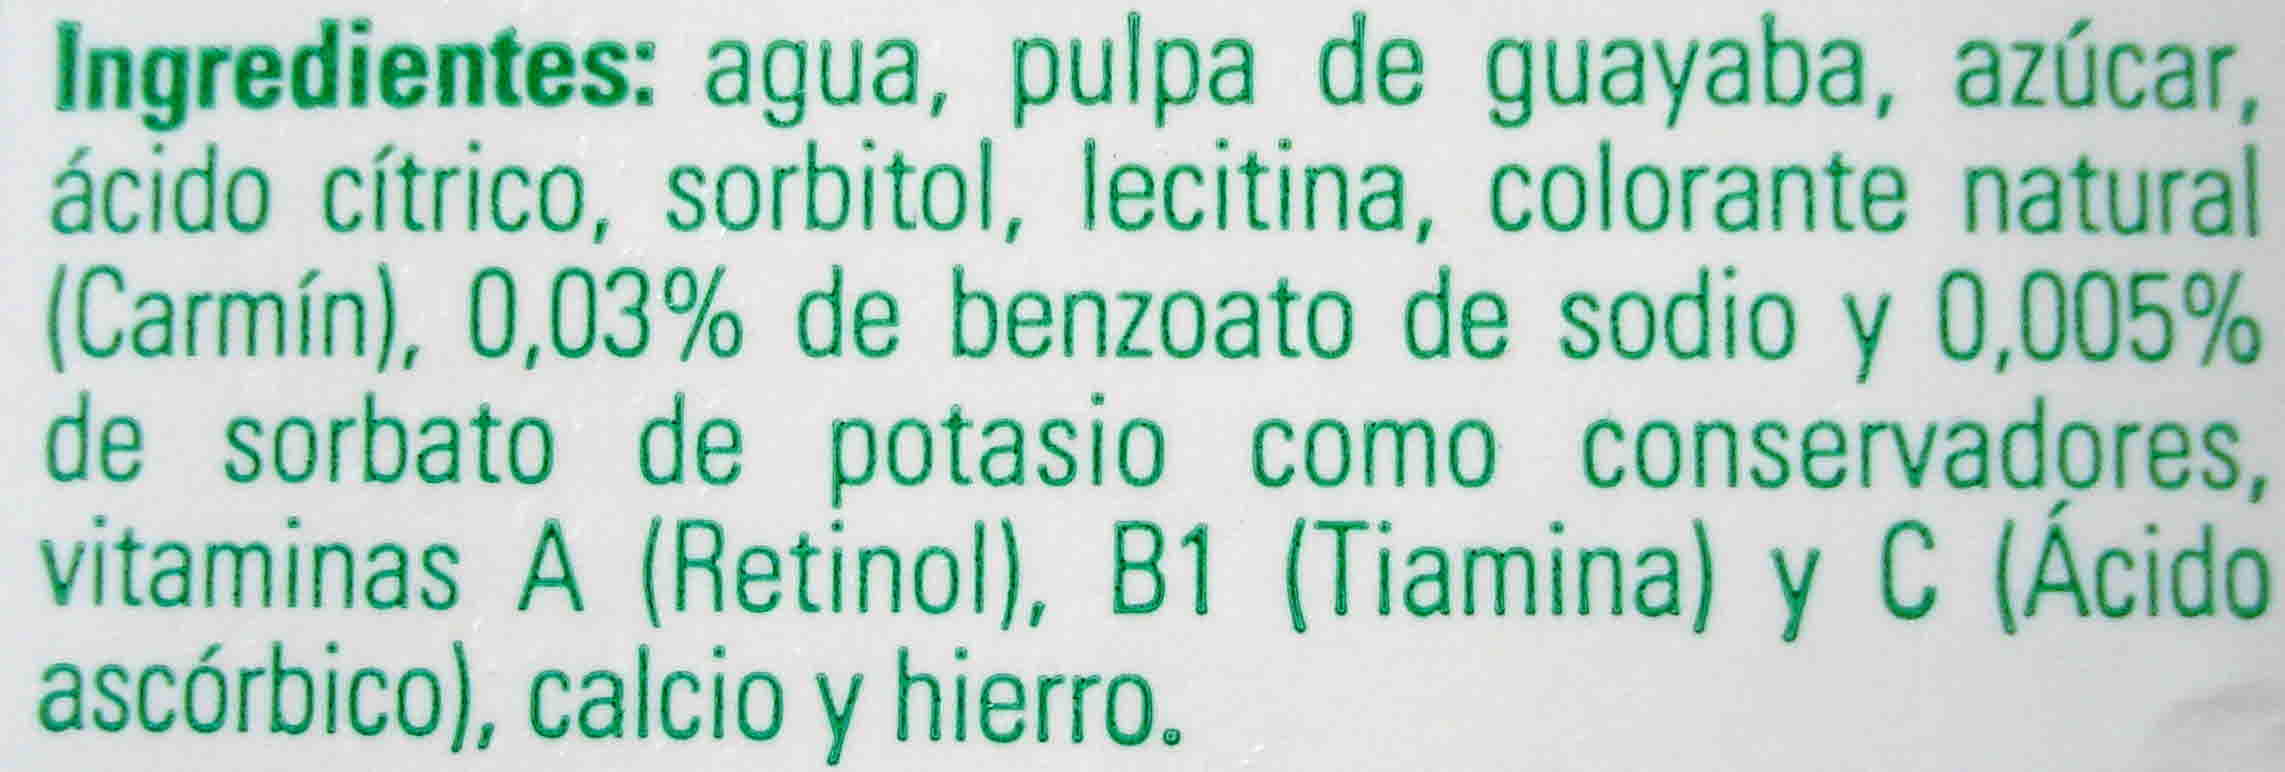 Ingredientes: agua, pulpa de guayaba, azúcar,
ácido cítrico, sorbitol, lecitina, colorante natural
(Carmín), 0,03% de benzoato de sodio y 0,005%
de sorbato de potasio como conservadores,
vitaminas A (Retinol), B1 (Tiamina) y C (Ácido
ascórbico), calcio y hierro.